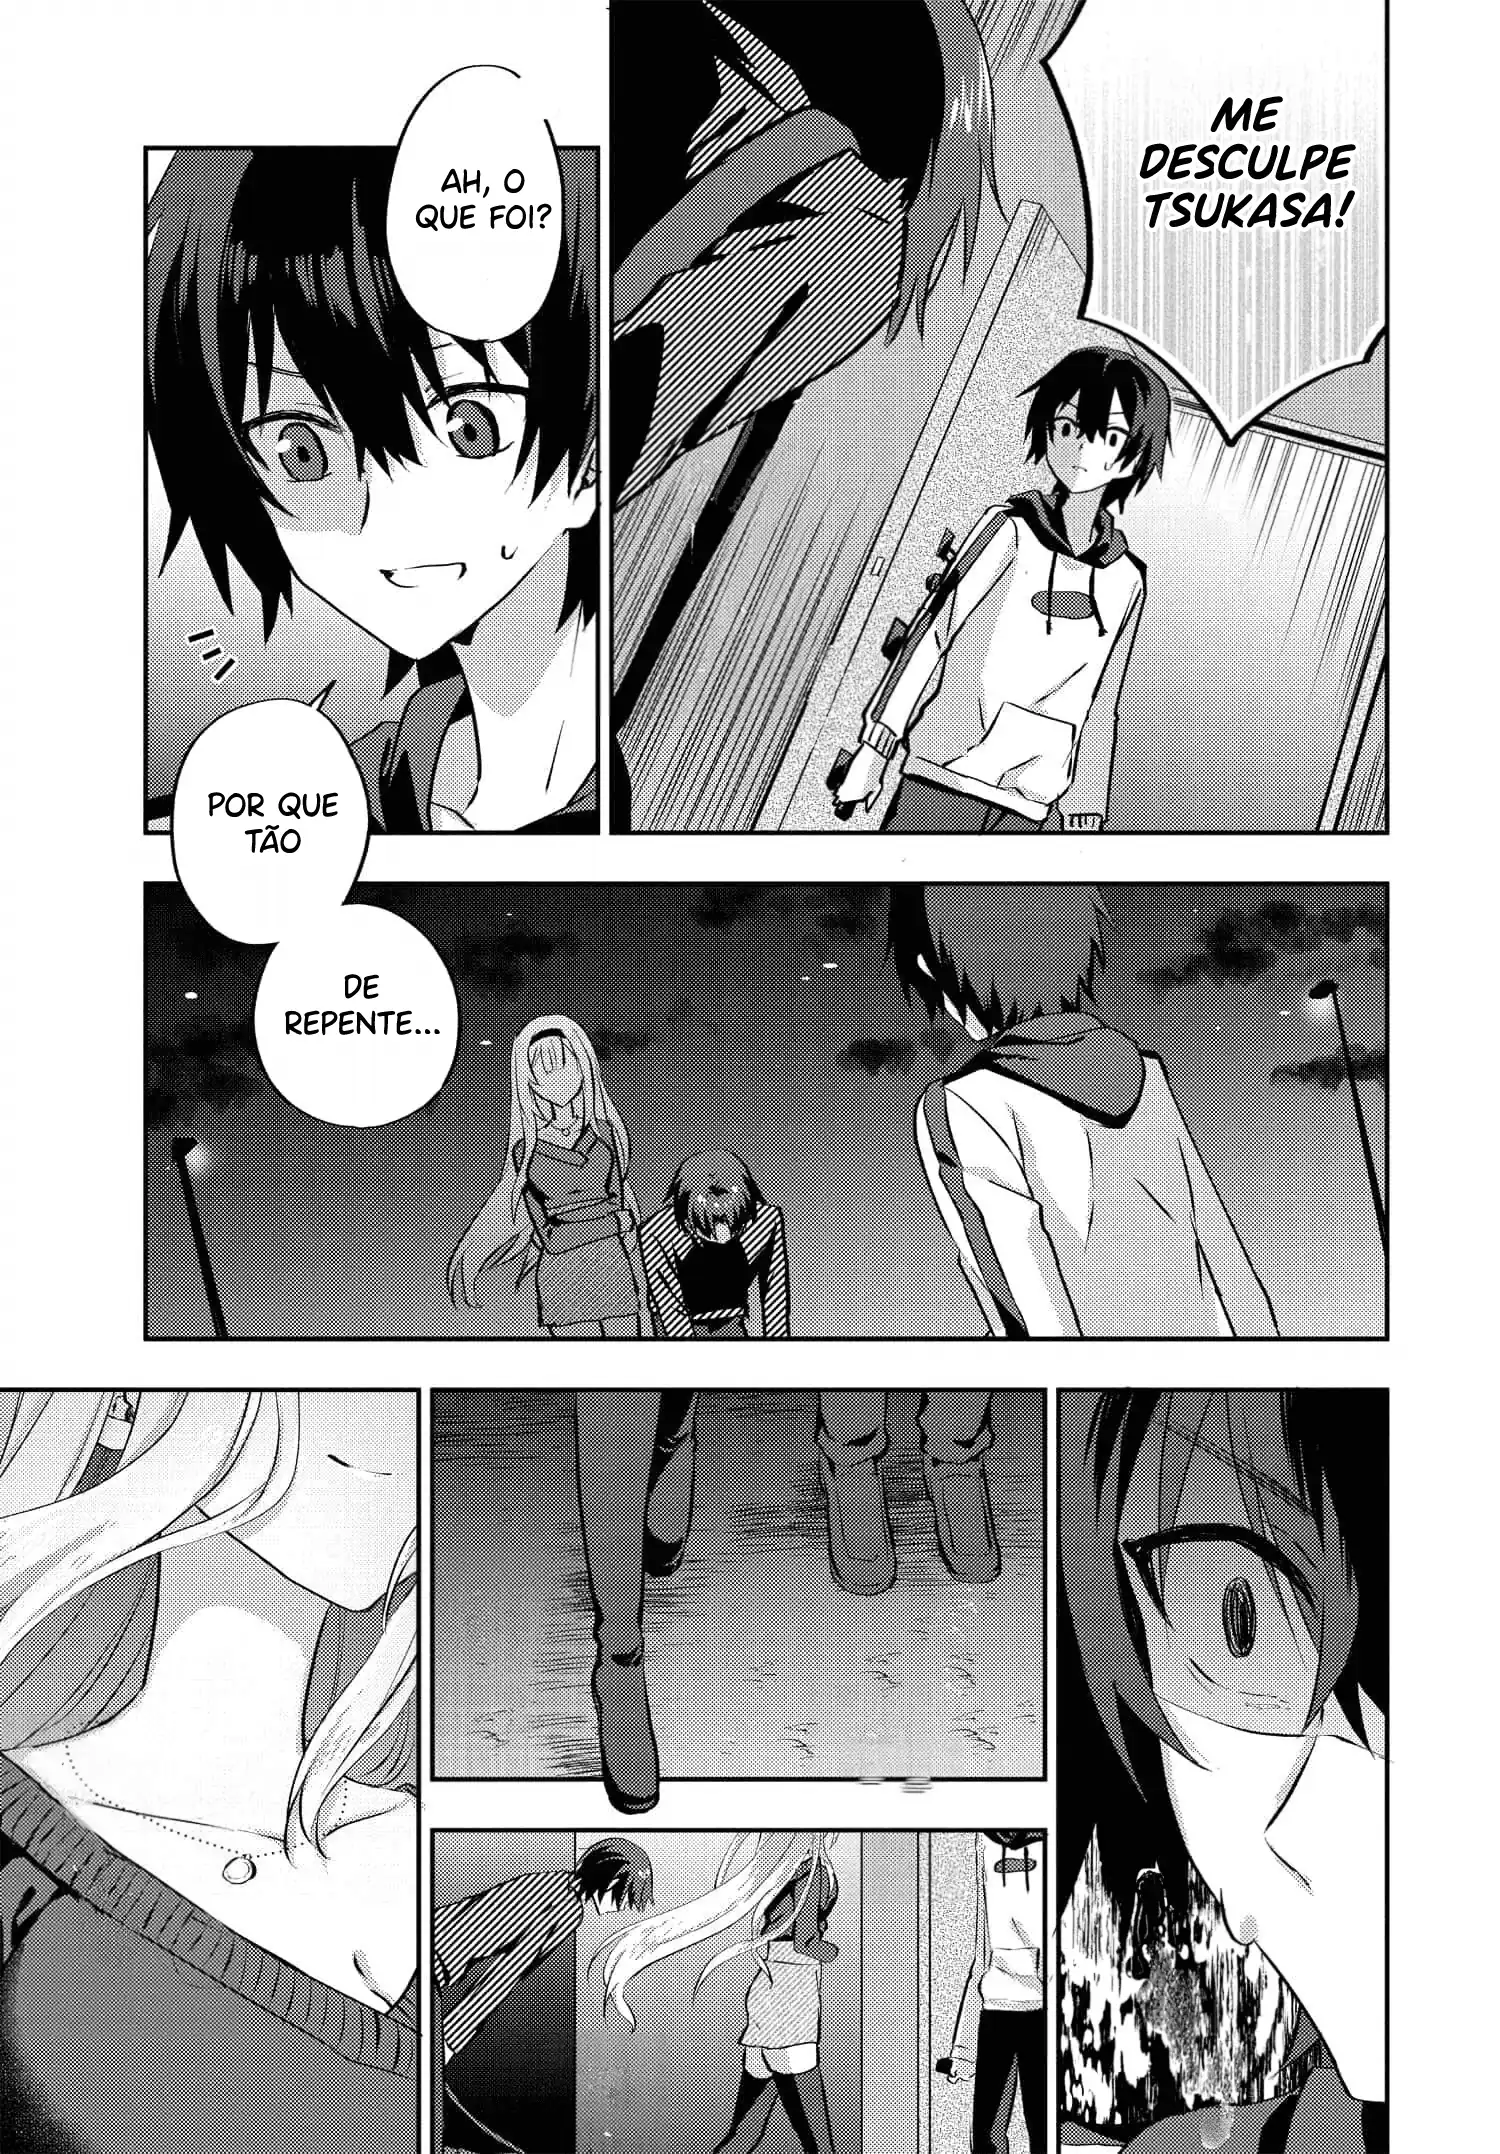 ME
DESCULPE
TSUKASA!
AH, O
QUE FOI?
POR QUE
TÃO
DE
REPENTE...